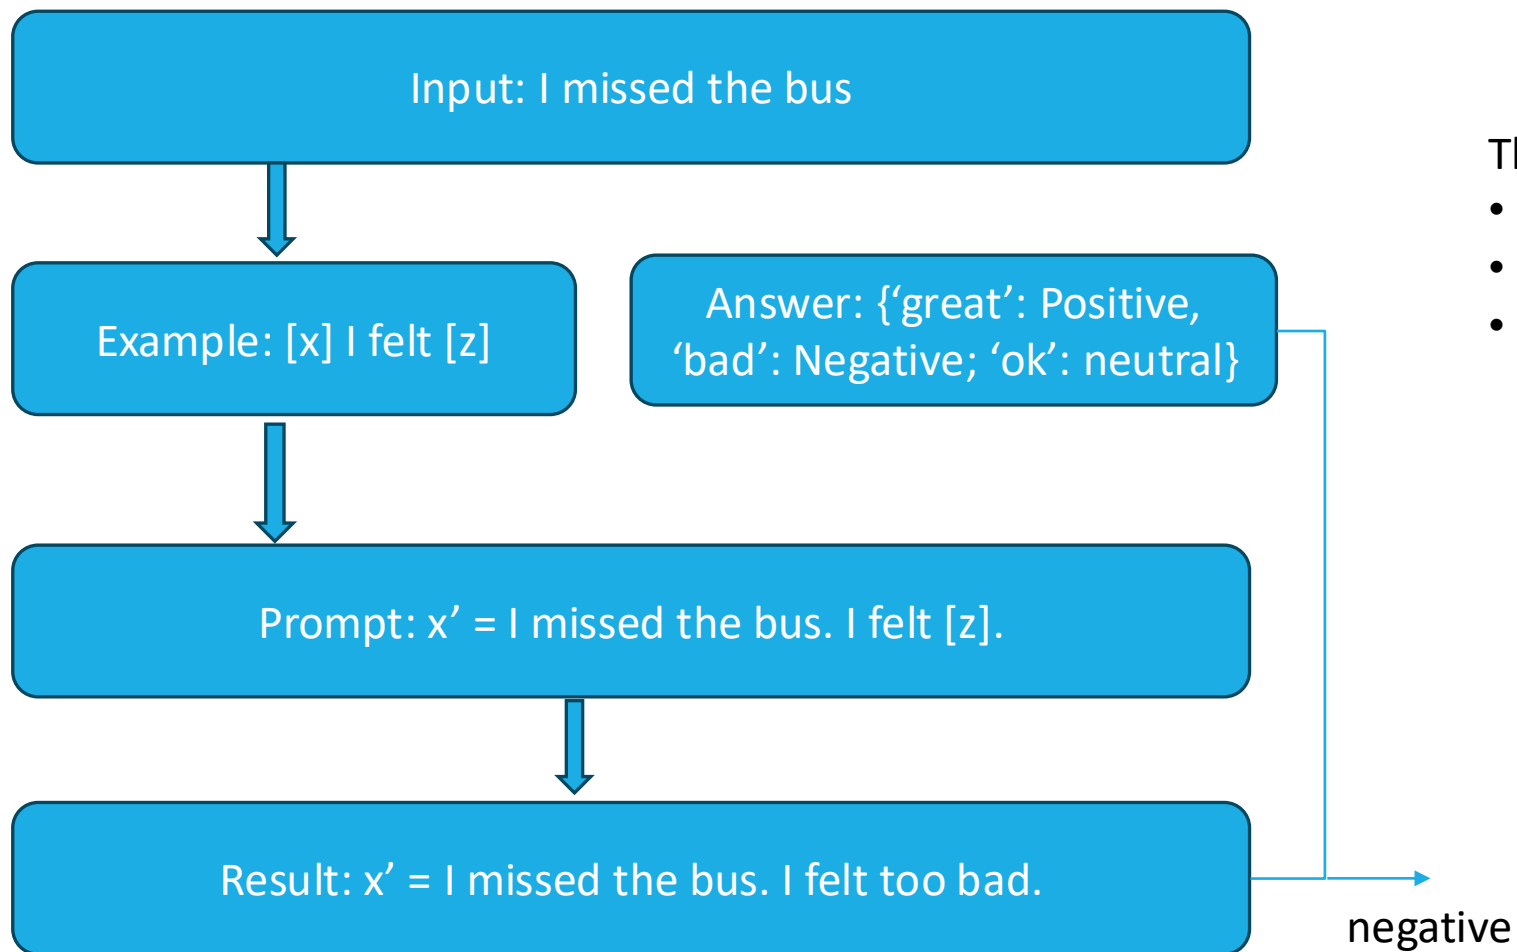 Input: I missed the bus
Example: [x] I felt [z]
Answer: {‘great’: Positive,
‘bad’: Negative; ‘ok’: neutral}
Prompt: x’ = I missed the bus. I felt [z].
Result: x’ = I missed the bus. I felt too bad.
negative
•
•
•